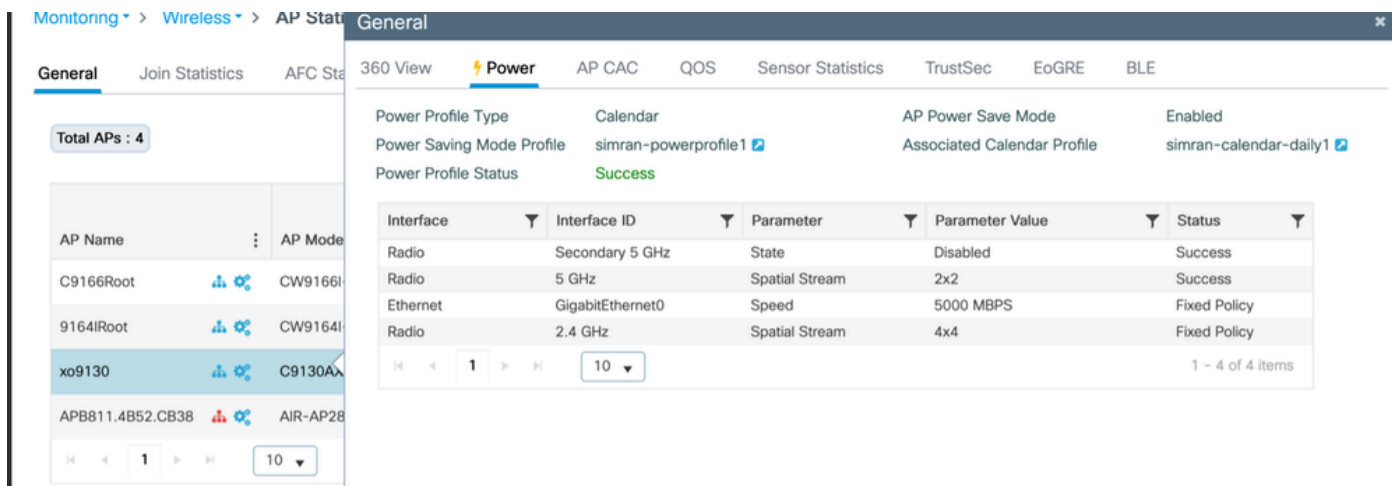 Monitoring > Wireless > AP Stati
General Join Statistics AFC Sta
Total APs : 4
AP Name AP Mode
C9166Root CW9166I-
9164IRoot CW9164I-
xo9130 C9130AX
APB811.4B52.CB38 AIR-AP28
1 10
General
360 View Power AP CAC QOS Sensor Statistics TrustSec EoGRE BLE
Power Profile Type Calendar AP Power Save Mode Enabled
Power Saving Mode Profile simran-powerprofile1 Associated Calendar Profile simran-calendar-daily1
Power Profile Status Success
Interface Interface ID Parameter Parameter Value Status
Radio Secondary 5 GHz State Disabled Success
Radio 5 GHz Spatial Stream 2x2 Success
Ethernet GigabitEthernet0 Speed 5000 MBPS Fixed Policy
Radio 2.4 GHz Spatial Stream 4x4 Fixed Policy
1 10 1 - 4 of 4 items